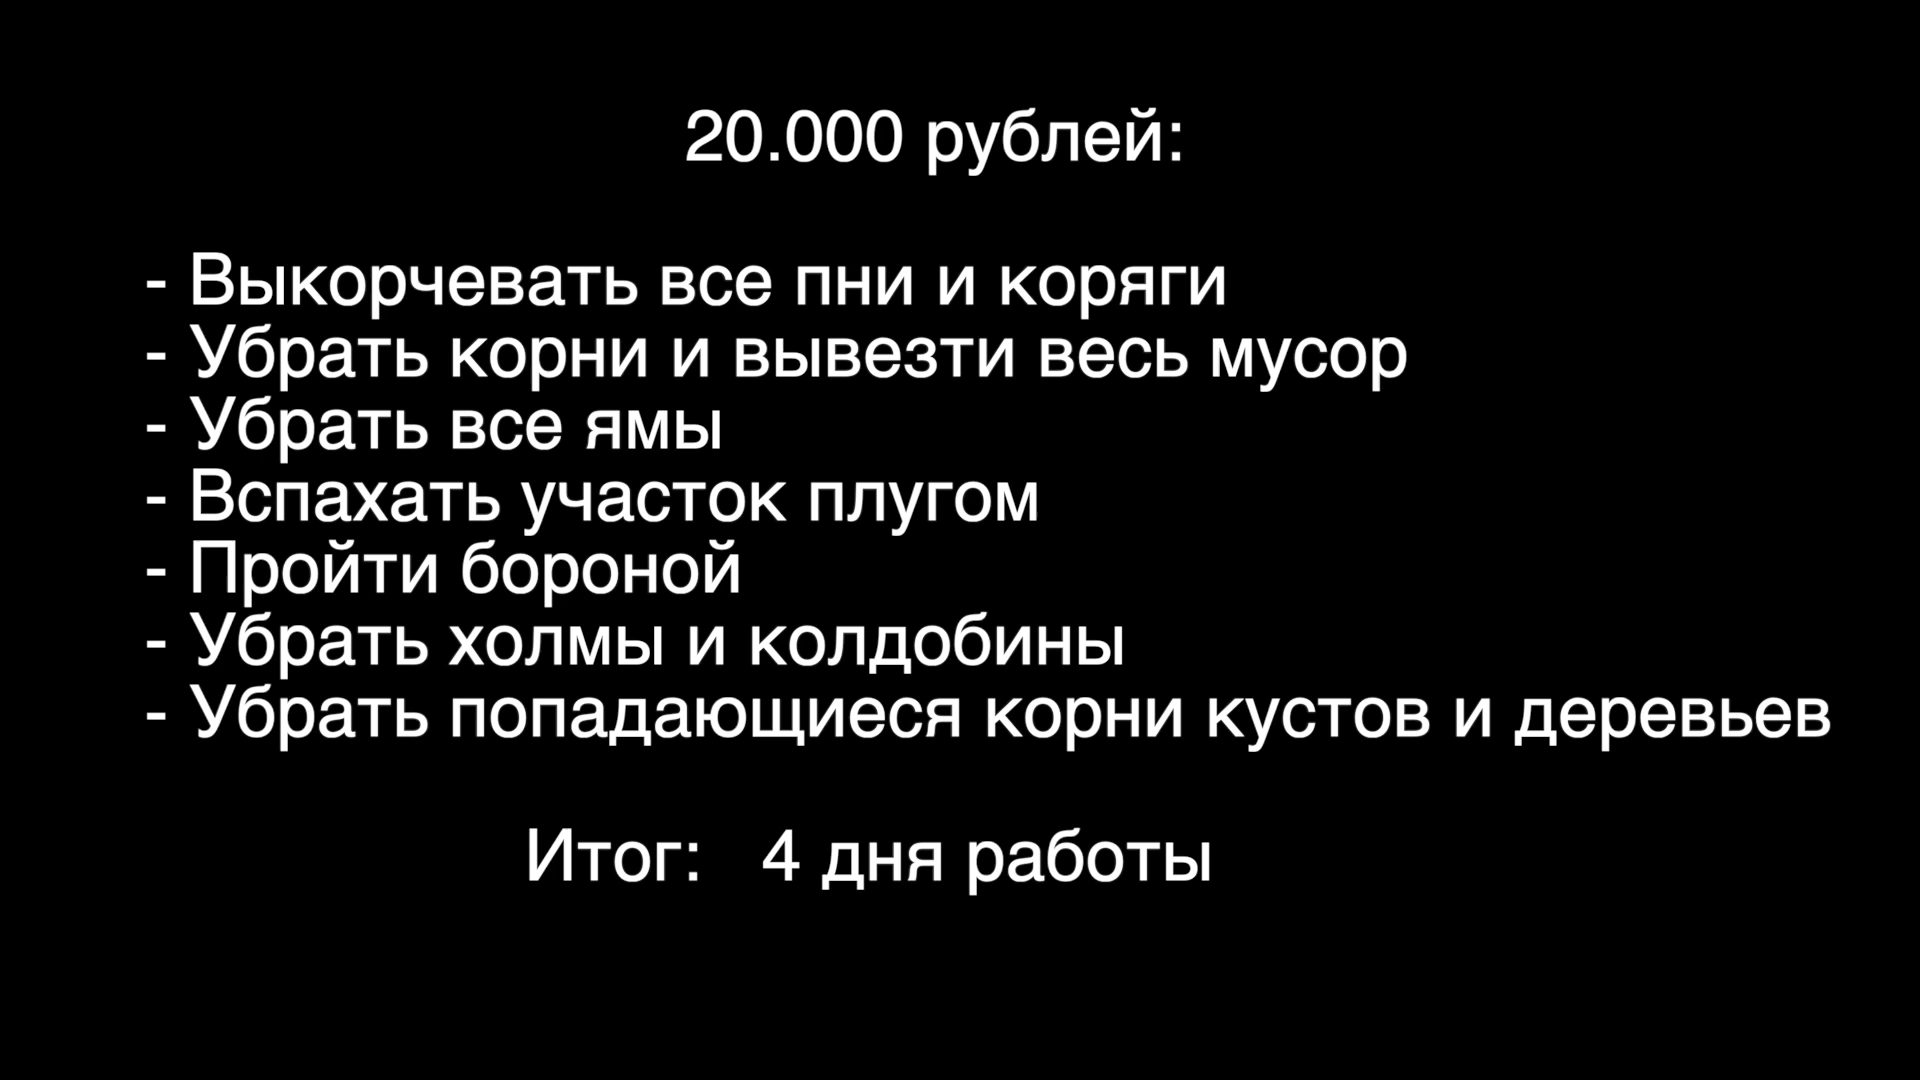 20.000 рублей:
- Выкорчевать все пни и коряги
- Убрать корни и вывезти весь мусор
- Убрать все ямы
- Вспахать участок плугом
- Пройти бороной
- Убрать холмы и колдобины
- Убрать попадающиеся корни кустов и деревьев
Итог: 4 дня работы